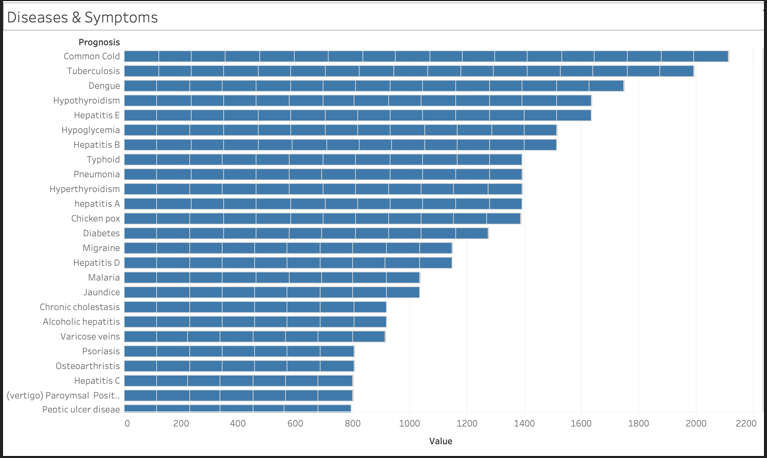 Diseases & Symptoms
Prognosis
Common Cold
Tuberculosis
Dengue
Hypothyroidism
Hepatitis E
Hypoglycemia
Hepatitis B
Typhoid
Pneumonia
Hyperthyroidism
hepatitis A
Chicken pox
Diabetes
Migraine
Hepatitis D
Malaria
Jaundice
Chronic cholestasis
Alcoholic hepatitis
Varicose veins
Psoriasis
Osteoarthristis
Hepatitis C
(vertigo) Paroymsal Posit..
Peptic ulcer diseae
0 200 400 600 800 1000 1200 1400 1600 1800 2000 2200
Value